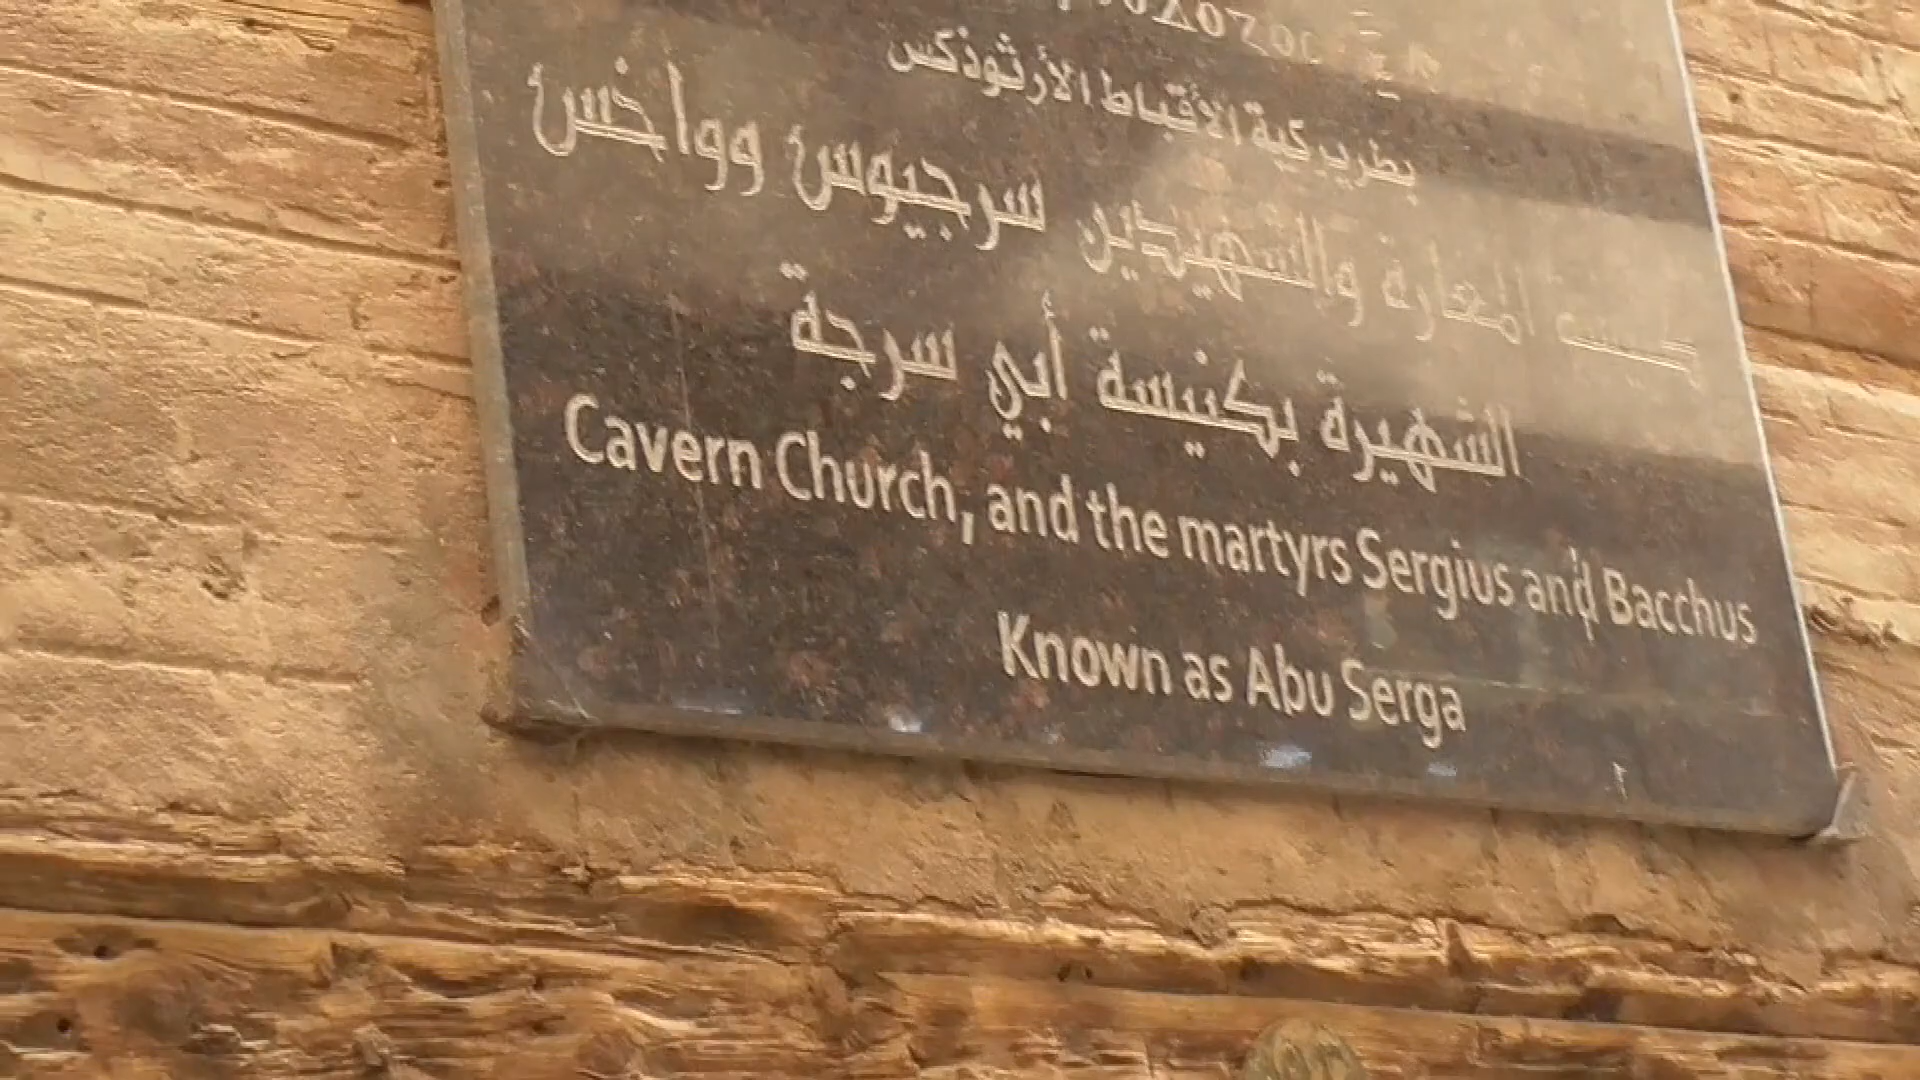 بطريركية الأقباط الأرثوذكس
كنيسة المغارة والشهيدين سرجيوس وواخس
الشهيرة بكنيسة أبي سرجة
Cavern Church, and the martyrs Sergius and Bacchus
Known as Abu Serga